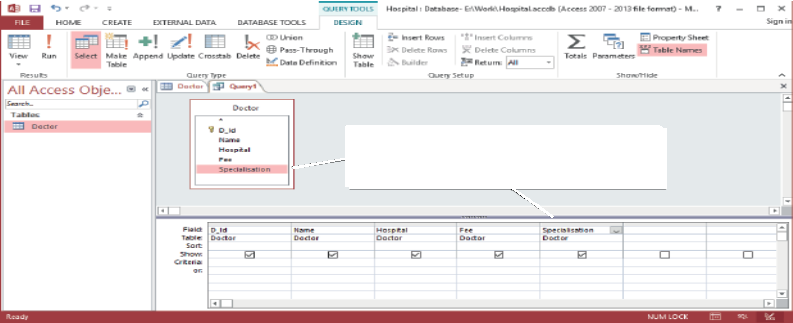 QUERY TOOLS Hospital : Database- E:\Work\Hospital.accdb (Access 2007 - 2013 file format) - M... ?
FILE HOME CREATE EXTERNAL DATA DATABASE TOOLS DESIGN Sign in
View Run Select Make Table Append Update Crosstab Delete
Union
Pass-Through
Data Definition
Show Table
Insert Rows
Delete Rows
Builder
Insert Columns
Delete Columns
Return: All
Totals Parameters
Property Sheet
Table Names
Results Query Type Query Setup Show/Hide
All Access Obje...
Search...
Tables
Doctor
Doctor Query1
Doctor
*
D_Id
Name
Hospital
Fee
Specialisation
Field: D_Id Name Hospital Fee Specialisation
Table: Doctor Doctor Doctor Doctor Doctor
Sort:
Show:
Criteria:
or:
Ready NUM LOCK